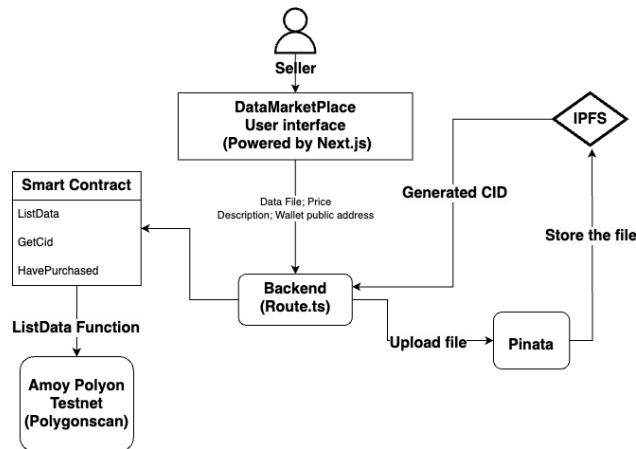 Seller
DataMarketPlace
User interface
(Powered by Next.js)
IPFS
Smart Contract
ListData
GetCid
HavePurchased
Data File; Price
Description; Wallet public address
Generated CID
Store the file
Backend
(Route.ts)
ListData Function
Upload file
Pinata
Amoy Polyon
Testnet
(Polygonscan)